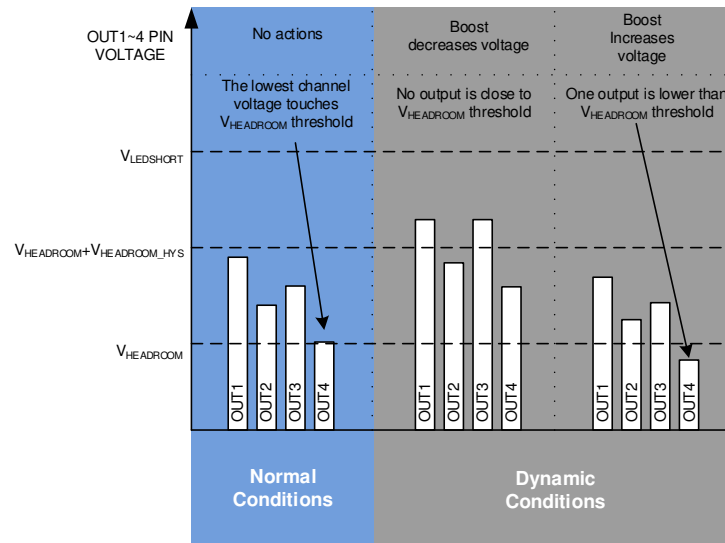 OUT1~4 PIN
VOLTAGE
No actions
Boost
decreases voltage
Boost
Increases
voltage
The lowest channel
voltage touches
VHEADROOM threshold
No output is close to
VHEADROOM threshold
One output is lower than
VHEADROOM threshold
VLEDSHORT
VHEADROOM+VHEADROOM_HYS
VHEADROOM
OUT1
OUT2
OUT3
OUT4
OUT1
OUT2
OUT3
OUT4
OUT1
OUT2
OUT3
OUT4
Normal
Conditions
Dynamic
Conditions